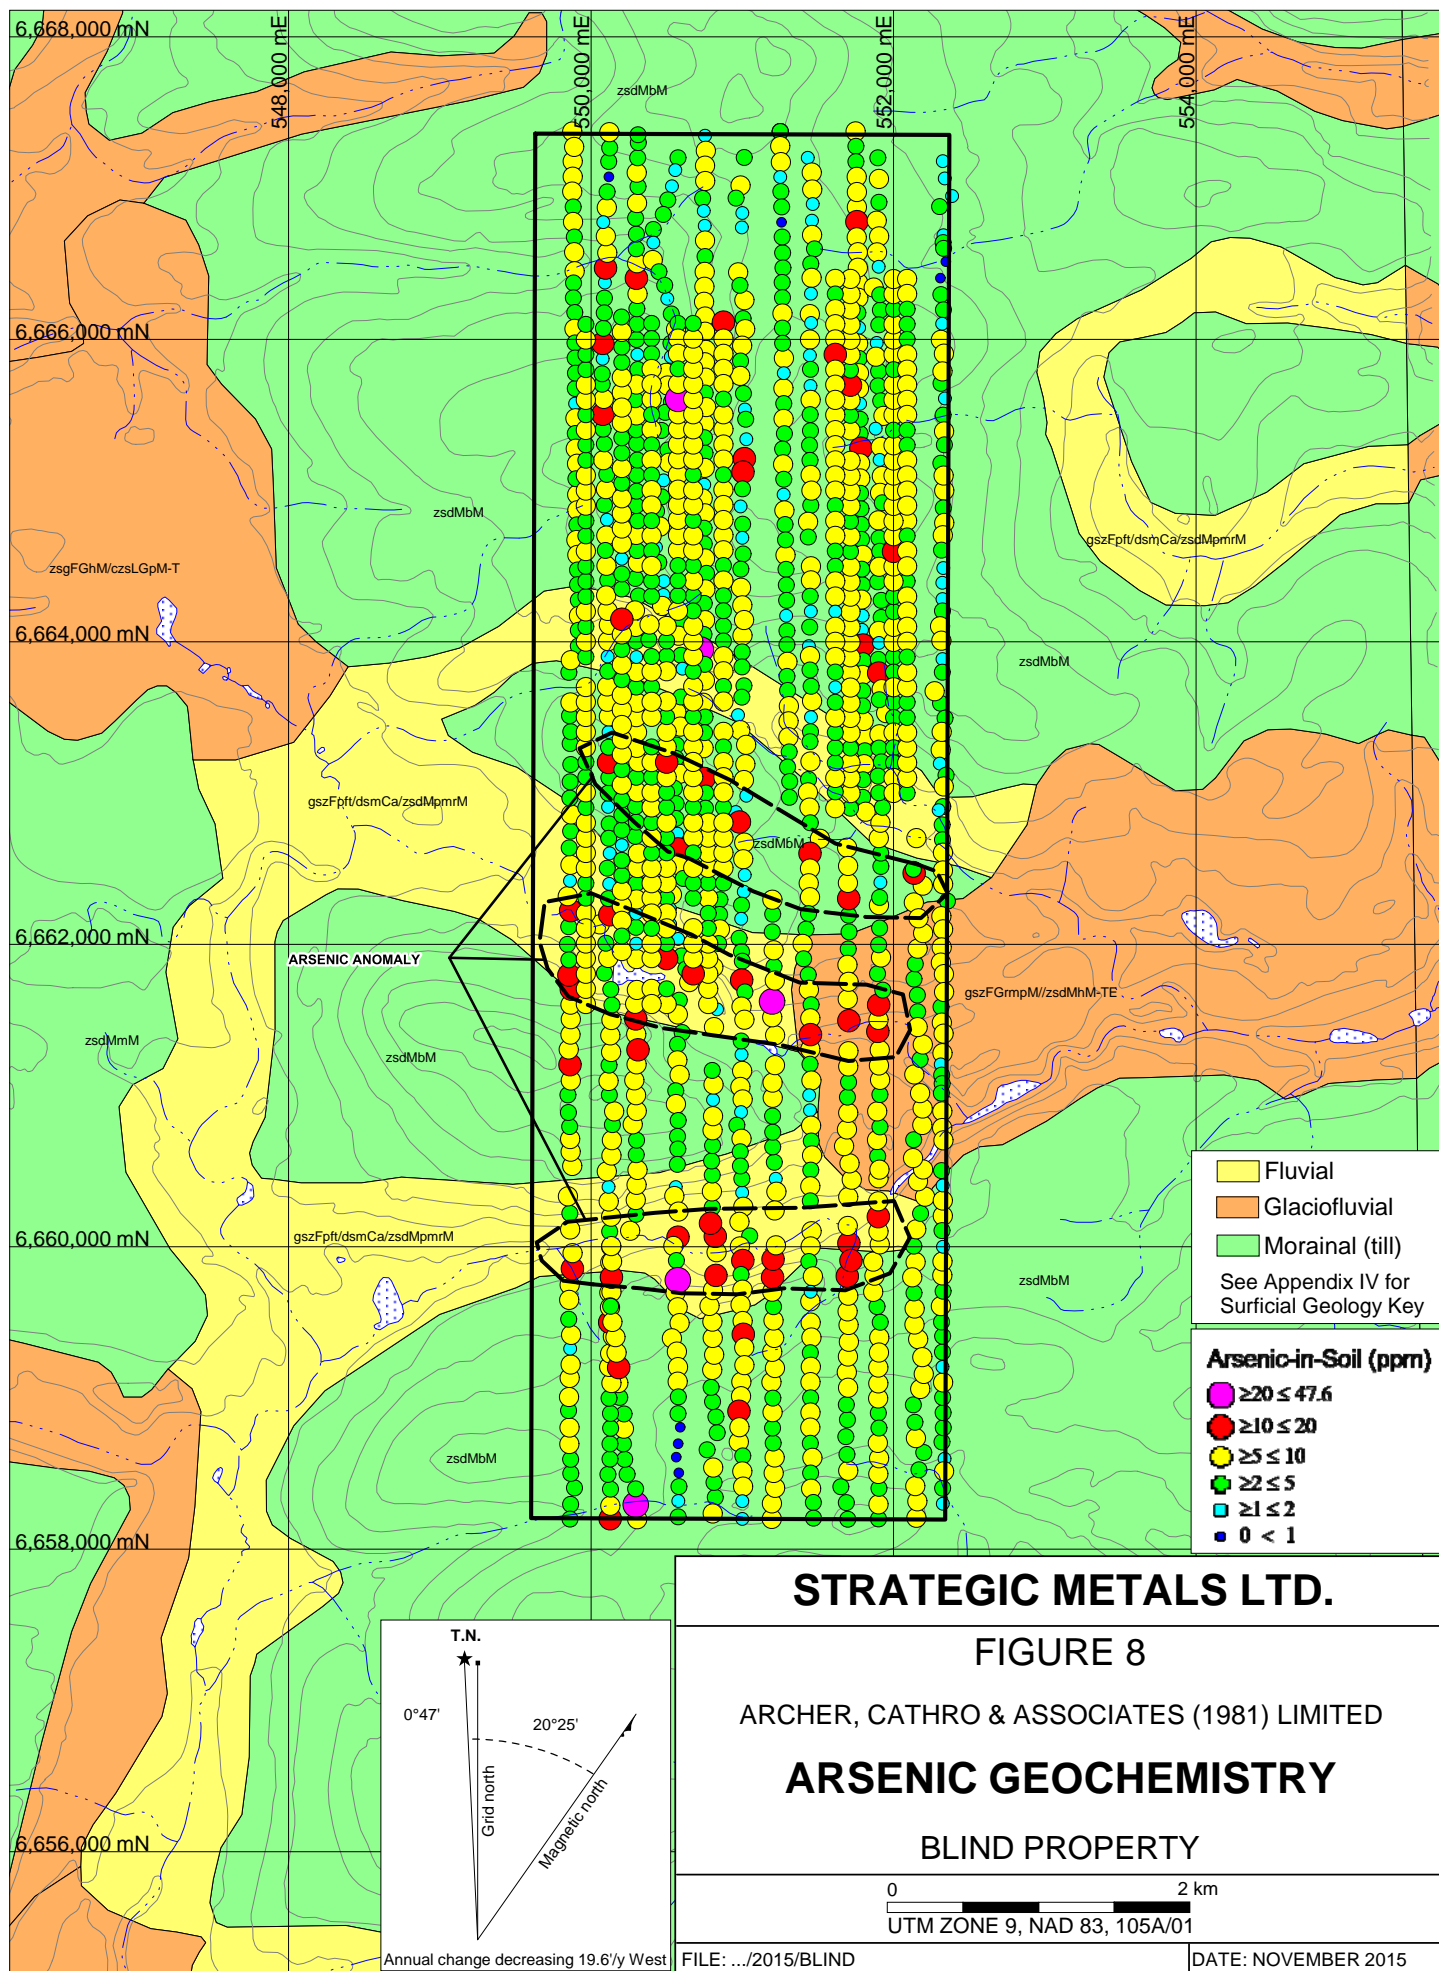 6,668,000 mN
548,000 mE
550,000 mE
552,000 mE
554,000 mE
zsdMbM
6,666,000 mN
zsdMbM
gszFpft/dsmCa/zsdMpmrM
zsgFGhM/czsLGpM-T
6,664,000 mN
zsdMbM
gszFpft/dsmCa/zsdMpmrM
zsdMbM
6,662,000 mN
ARSENIC ANOMALY
gszFGrmpM//zsdMhM-TE
zsdMmM
zsdMbM
gszFpft/dsmCa/zsdMpmrM
6,660,000 mN
zsdMbM
zsdMbM
6,658,000 mN
6,656,000 mN
Fluvial
Glaciofluvial
Morainal (till)
See Appendix IV for
Surficial Geology Key
Arsenic-in-Soil (ppm)
≥20 ≤ 47.6
≥10 ≤ 20
≥5 ≤ 10
≥2 ≤ 5
≥1 ≤ 2
0 < 1
T.N.
0°47'
20°25'
Grid north
Magnetic north
Annual change decreasing 19.6'/y West
STRATEGIC METALS LTD.
FIGURE 8
ARCHER, CATHRO & ASSOCIATES (1981) LIMITED
ARSENIC GEOCHEMISTRY
BLIND PROPERTY
0 2 km
UTM ZONE 9, NAD 83, 105A/01
FILE: .../2015/BLIND
DATE: NOVEMBER 2015